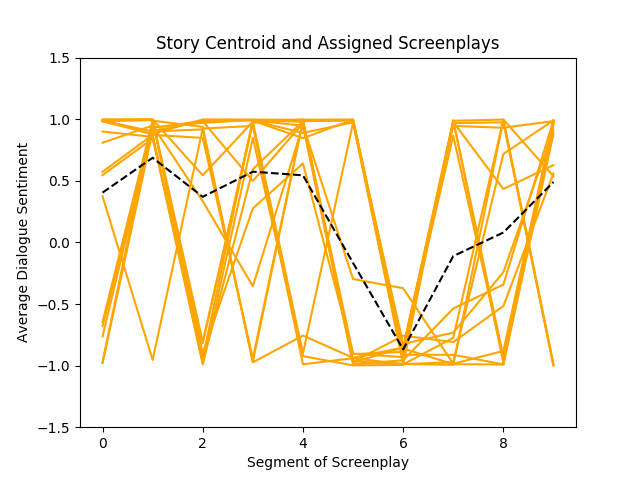 Story Centroid and Assigned Screenplays
1.5
1.0
0.5
0.0
−0.5
−1.0
−1.5
Average Dialogue Sentiment
0 2 4 6 8
Segment of Screenplay